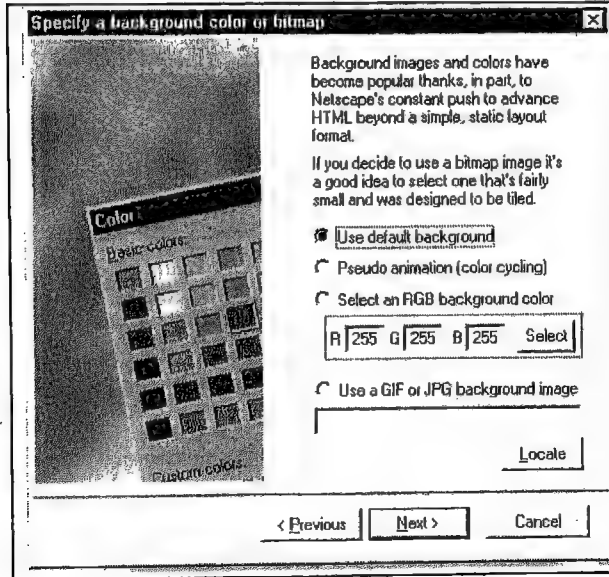 Specify a background color or bitmap
Background images and colors have
become popular thanks, in part, to
Netscape's constant push to advance
HTML beyond a simple, static layout
format.
If you decide to use a bitmap image it's
a good idea to select one that's fairly
small and was designed to be tiled.
Color
Basic colors:
Custom colors:
Use default background
Pseudo animation (color cycling)
Select an RGB background color
R 255 G 255 B 255 Select
Use a GIF or JPG background image
Locate
< Previous Next > Cancel